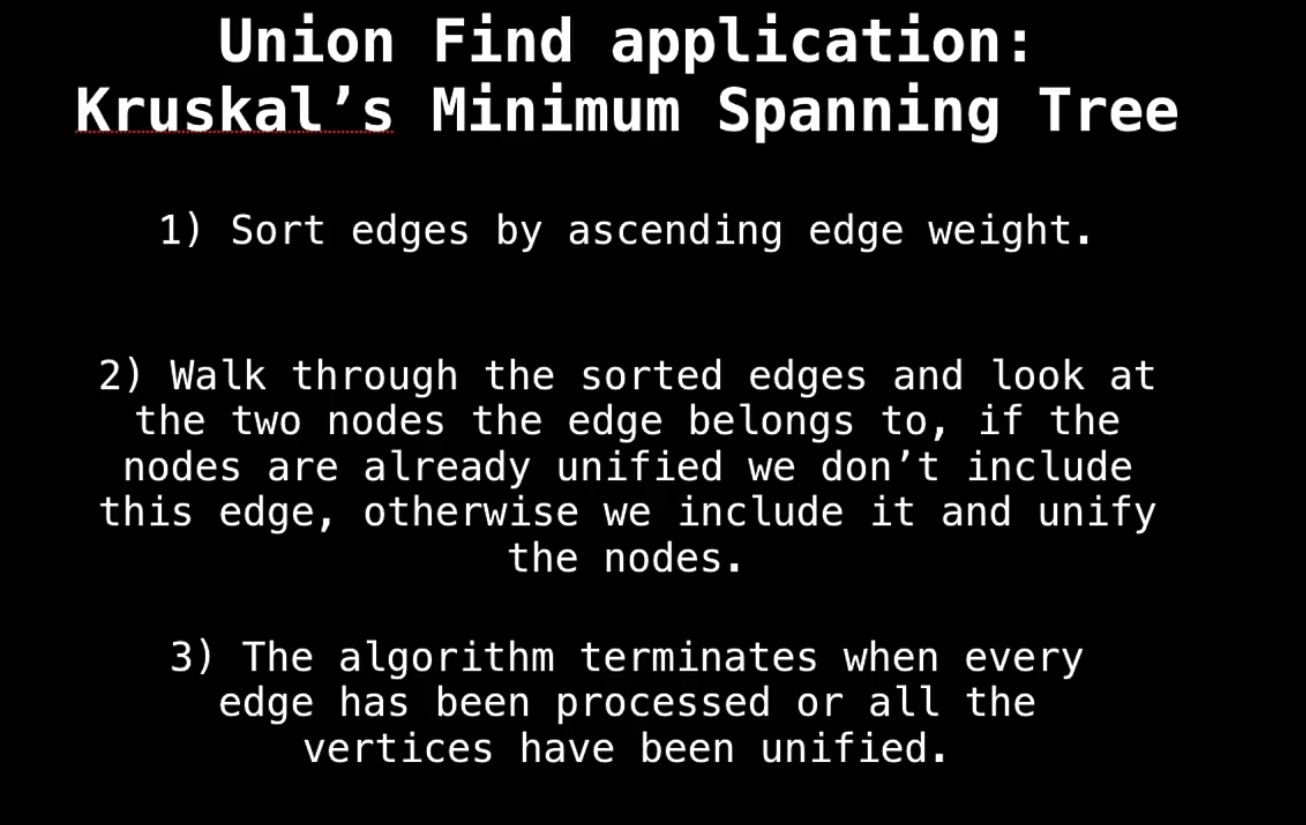 Union Find application:
Kruskal’s Minimum Spanning Tree
1) Sort edges by ascending edge weight.
2) Walk through the sorted edges and look at
the two nodes the edge belongs to, if the
nodes are already unified we don’t include
this edge, otherwise we include it and unify
the nodes.
3) The algorithm terminates when every
edge has been processed or all the
vertices have been unified.